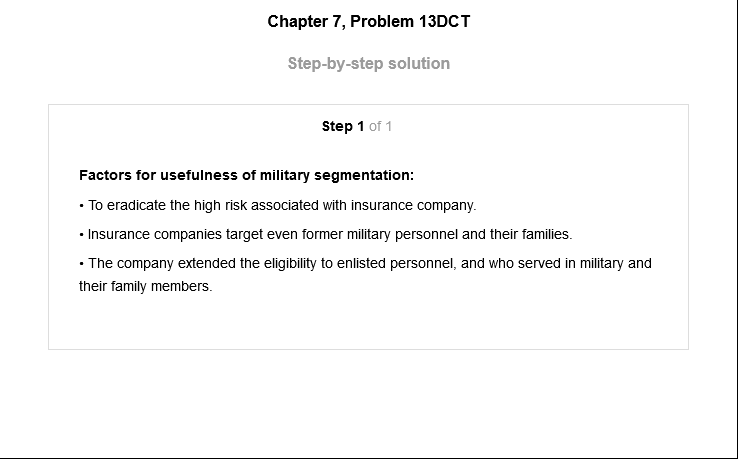 Chapter 7, Problem 13DCT
Step-by-step solution
Step 1 of 1
Factors for usefulness of military segmentation:
• To eradicate the high risk associated with insurance company.
• Insurance companies target even former military personnel and their families.
• The company extended the eligibility to enlisted personnel, and who served in military and
their family members.